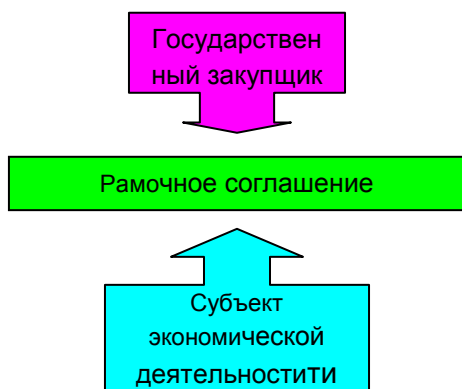 Государствен
ный закупщик
Рамочное соглашение
Субъект
экономической
деятельностити